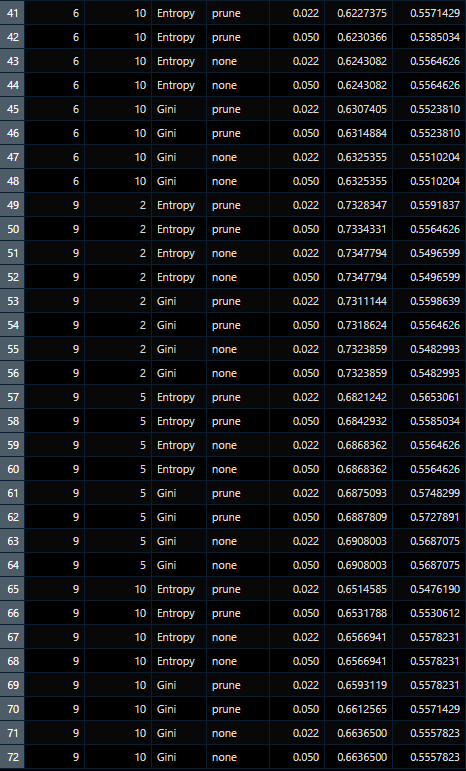 41 6 10 Entropy prune 0.022 0.6227375 0.5571429
42 6 10 Entropy prune 0.050 0.6230366 0.5585034
43 6 10 Entropy none 0.022 0.6243082 0.5564626
44 6 10 Entropy none 0.050 0.6243082 0.5564626
45 6 10 Gini prune 0.022 0.6307405 0.5523810
46 6 10 Gini prune 0.050 0.6314884 0.5523810
47 6 10 Gini none 0.022 0.6325355 0.5510204
48 6 10 Gini none 0.050 0.6325355 0.5510204
49 9 2 Entropy prune 0.022 0.7328347 0.5591837
50 9 2 Entropy prune 0.050 0.7334331 0.5564626
51 9 2 Entropy none 0.022 0.7347794 0.5496599
52 9 2 Entropy none 0.050 0.7347794 0.5496599
53 9 2 Gini prune 0.022 0.7311144 0.5598639
54 9 2 Gini prune 0.050 0.7318624 0.5564626
55 9 2 Gini none 0.022 0.7323859 0.5482993
56 9 2 Gini none 0.050 0.7323859 0.5482993
57 9 5 Entropy prune 0.022 0.6821242 0.5653061
58 9 5 Entropy prune 0.050 0.6842932 0.5585034
59 9 5 Entropy none 0.022 0.6868362 0.5564626
60 9 5 Entropy none 0.050 0.6868362 0.5564626
61 9 5 Gini prune 0.022 0.6875093 0.5748299
62 9 5 Gini prune 0.050 0.6887809 0.5727891
63 9 5 Gini none 0.022 0.6908003 0.5687075
64 9 5 Gini none 0.050 0.6908003 0.5687075
65 9 10 Entropy prune 0.022 0.6514585 0.5476190
66 9 10 Entropy prune 0.050 0.6531788 0.5530612
67 9 10 Entropy none 0.022 0.6566941 0.5578231
68 9 10 Entropy none 0.050 0.6566941 0.5578231
69 9 10 Gini prune 0.022 0.6593119 0.5578231
70 9 10 Gini prune 0.050 0.6612565 0.5571429
71 9 10 Gini none 0.022 0.6636500 0.5557823
72 9 10 Gini none 0.050 0.6636500 0.5557823